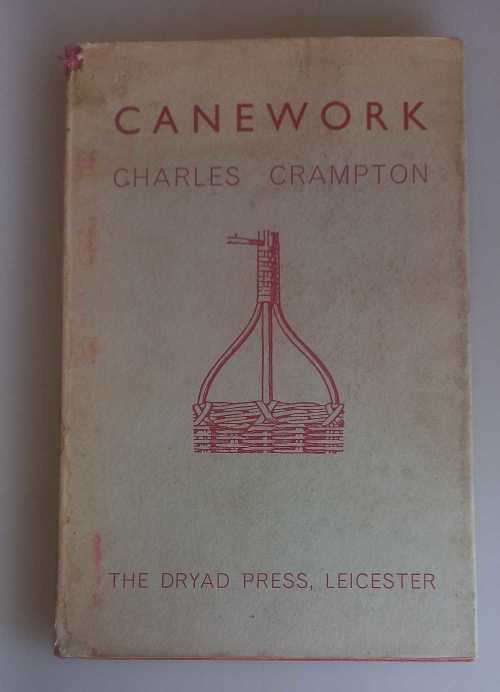 CANEWORK
CHARLES CRAMPTON
THE DRYAD PRESS, LEICESTER